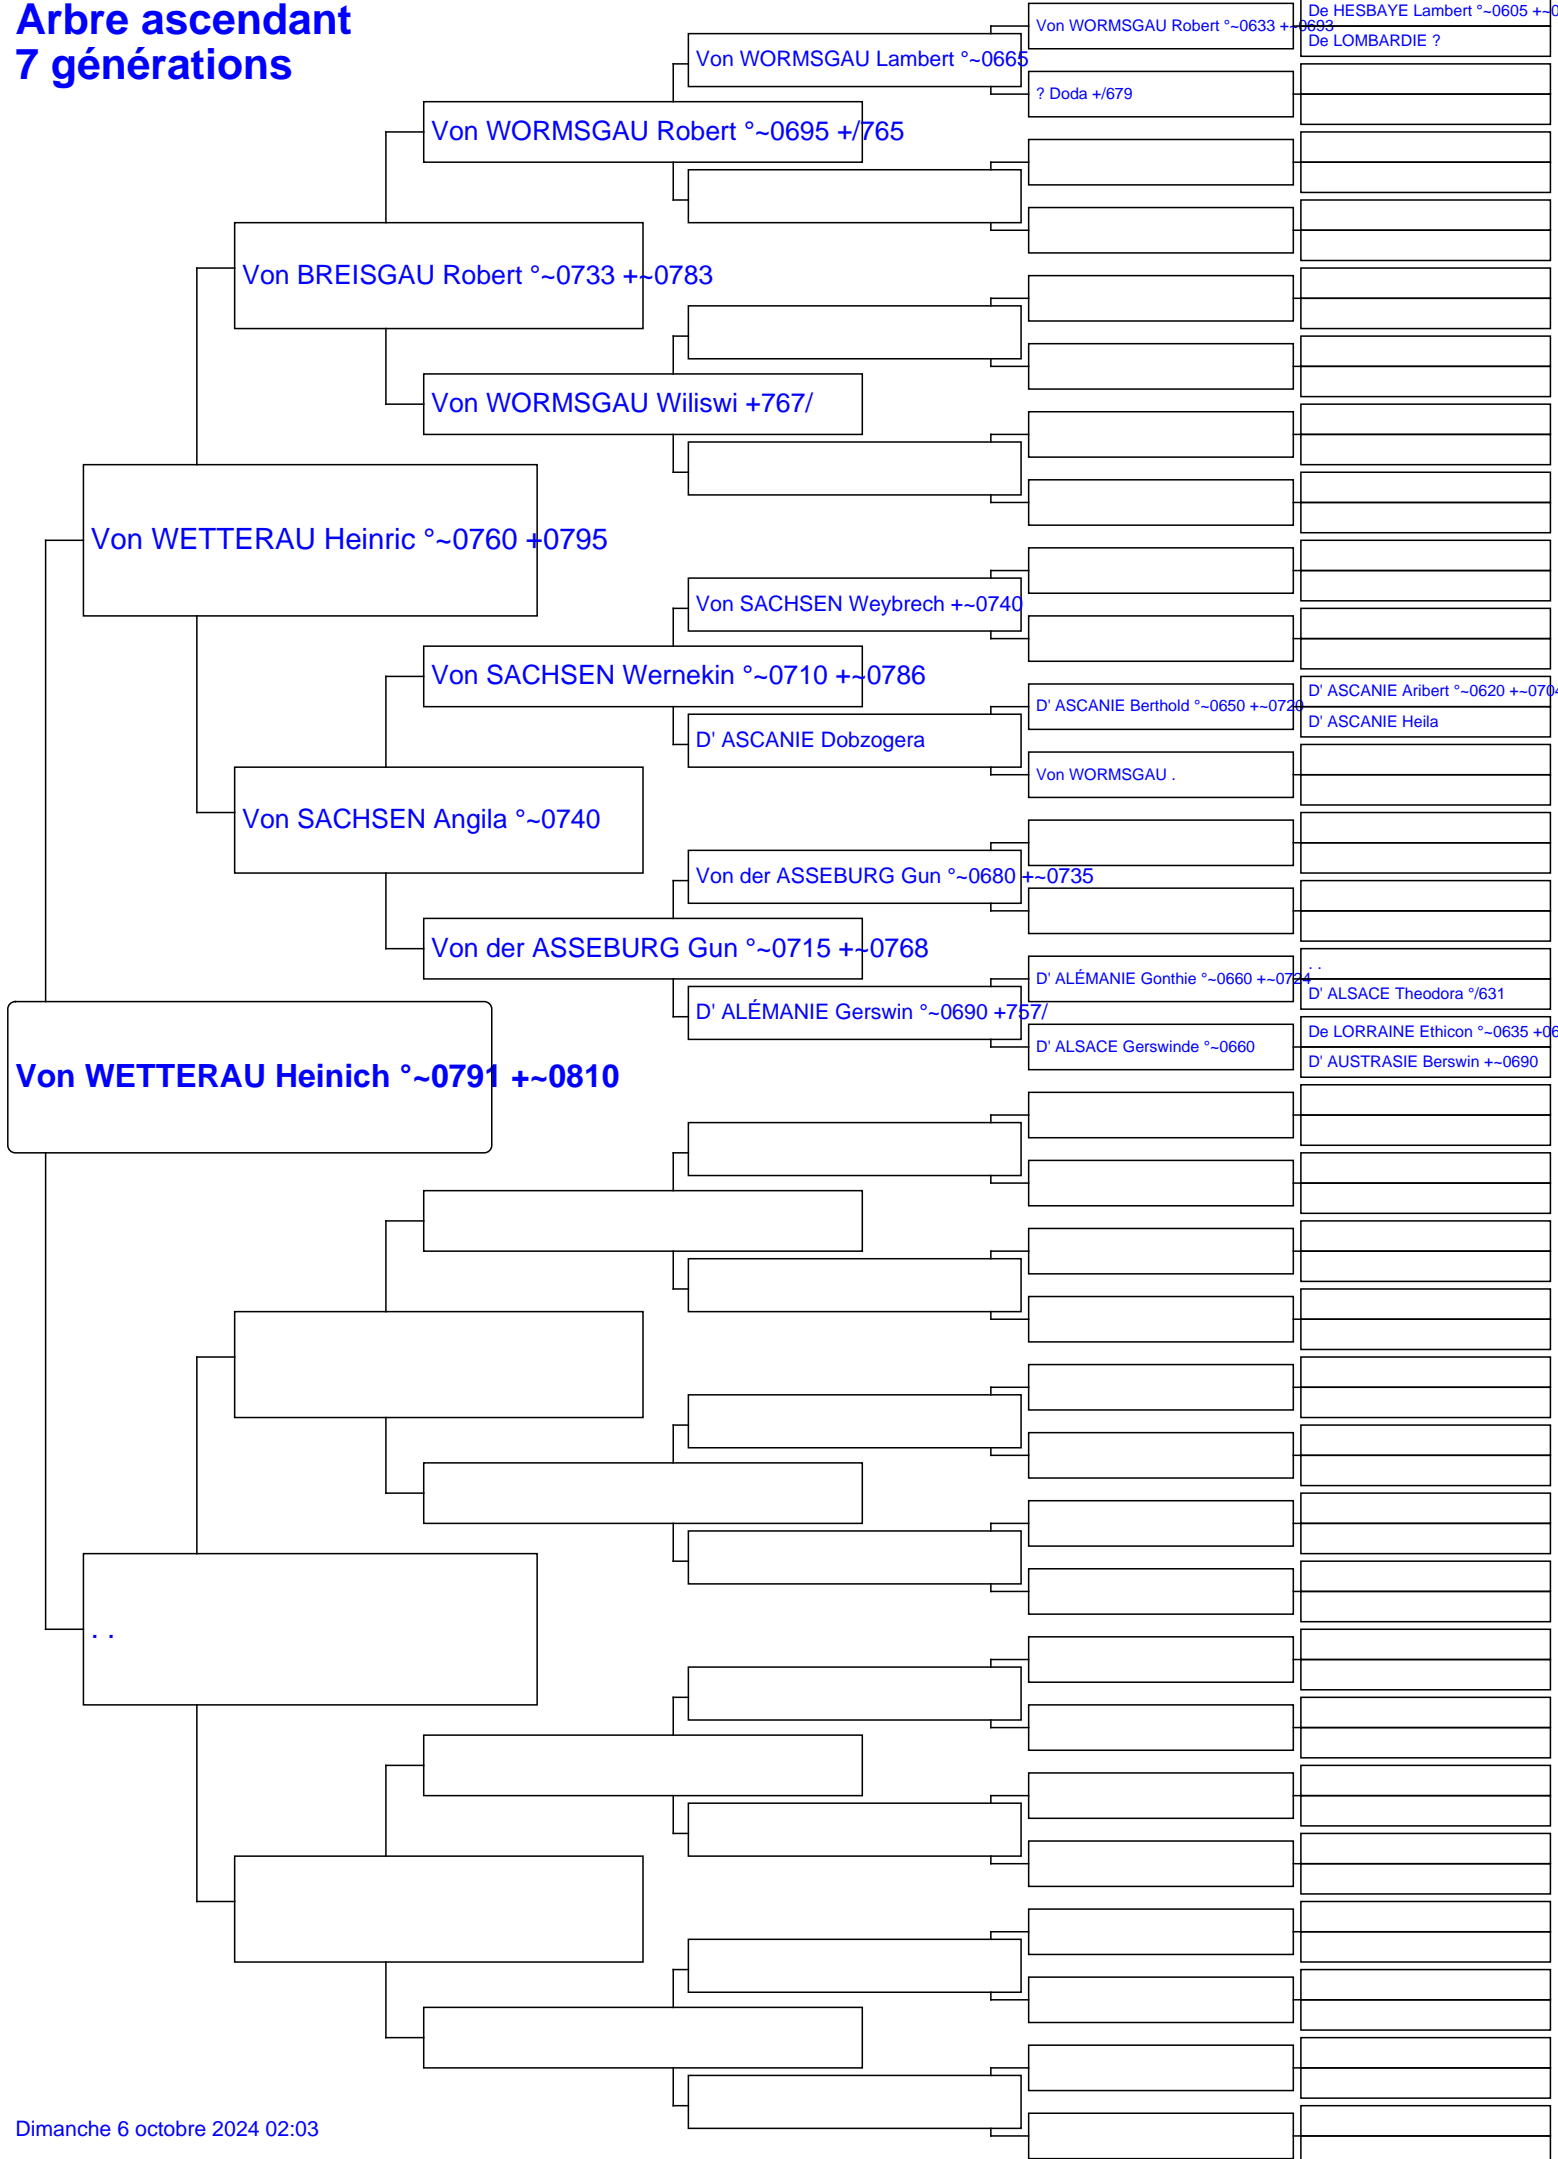 Arbre ascendant
7 générations
De HESBAYE Lambert °~0605 +~0
Von WORMSGAU Robert °~0633 +~0693
De LOMBARDIE ?
Von WORMSGAU Lambert °~0665
? Doda +/679
Von WORMSGAU Robert °~0695 +/765
Von BREISGAU Robert °~0733 +~0783
Von WORMSGAU Wiliswi +767/
Von WETTERAU Heinric °~0760 +0795
Von SACHSEN Weybrech +~0740
Von SACHSEN Wernekin °~0710 +~0786
D' ASCANIE Aribert °~0620 +~0704
D' ASCANIE Berthold °~0650 +~0720
D' ASCANIE Heila
D' ASCANIE Dobzogera
Von WORMSGAU .
Von SACHSEN Angila °~0740
Von der ASSEBURG Gun °~0680 +~0735
Von der ASSEBURG Gun °~0715 +~0768
. .
D' ALÉMANIE Gonthie °~0660 +~0724
D' ALSACE Theodora °/631
D' ALÉMANIE Gerswin °~0690 +757/
De LORRAINE Ethicon °~0635 +06
D' ALSACE Gerswinde °~0660
D' AUSTRASIE Berswin +~0690
Von WETTERAU Heinich °~0791 +~0810
. .
Dimanche 6 octobre 2024 02:03